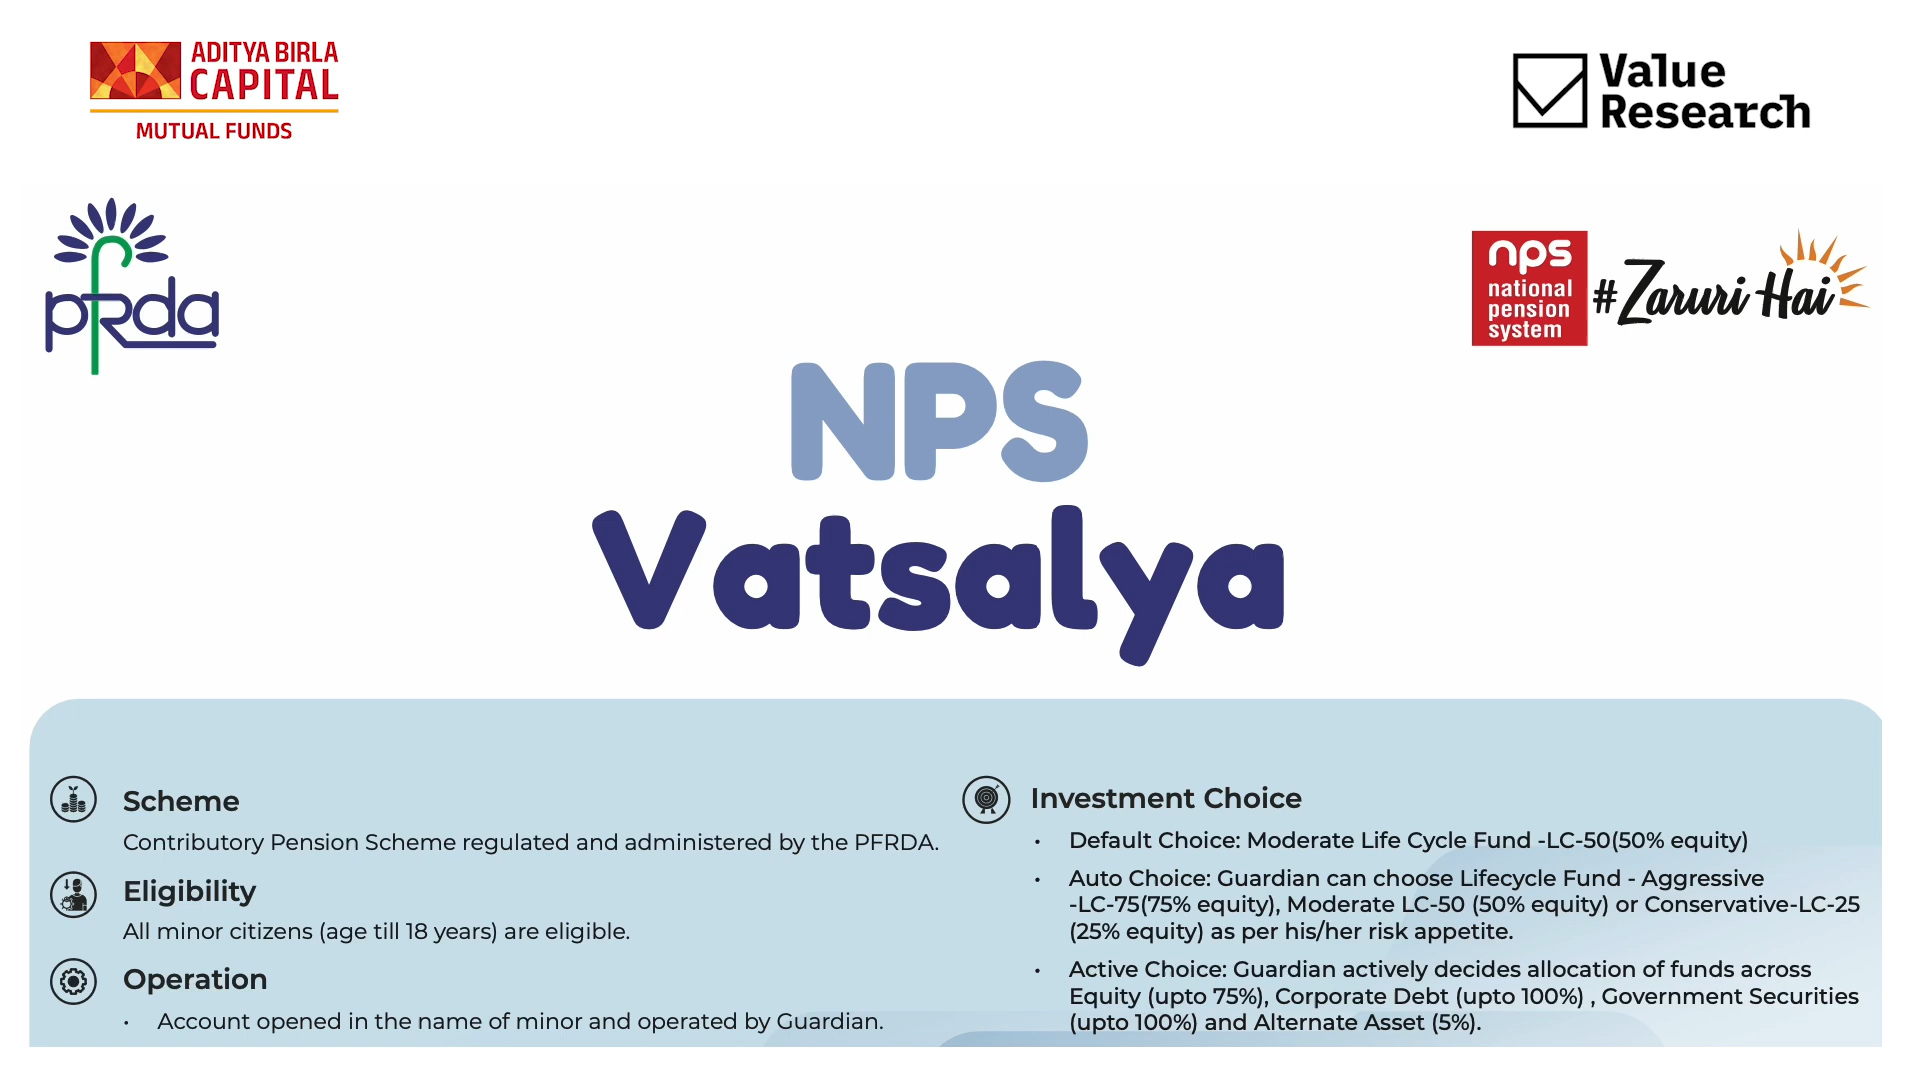 ADITYA BIRLA
CAPITAL
MUTUAL FUNDS
Value
Research
pfrda
nps
national
pension
system
#Zaruri Hai
NPS
Vatsalya
Scheme
Contributory Pension Scheme regulated and administered by the PFRDA.
Eligibility
All minor citizens (age till 18 years) are eligible.
Operation
• Account opened in the name of minor and operated by Guardian.
Investment Choice
• Default Choice: Moderate Life Cycle Fund -LC-50(50% equity)
• Auto Choice: Guardian can choose Lifecycle Fund - Aggressive
-LC-75(75% equity), Moderate LC-50 (50% equity) or Conservative-LC-25
(25% equity) as per his/her risk appetite.
• Active Choice: Guardian actively decides allocation of funds across
Equity (upto 75%), Corporate Debt (upto 100%) , Government Securities
(upto 100%) and Alternate Asset (5%).